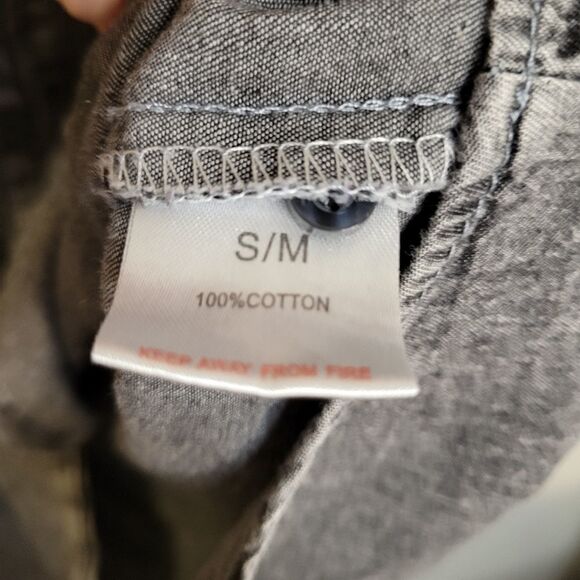 S/M
100%COTTON
KEEP AWAY FROM FIRE